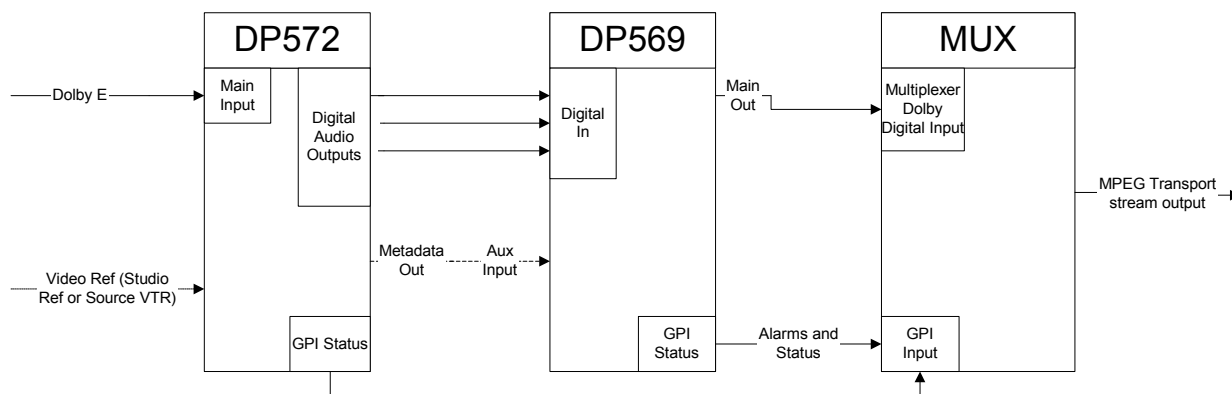 DP572
DP569
MUX
Dolby E
Main
Input
Digital
Audio
Outputs
Digital
In
Main
Out
Multiplexer
Dolby
Digital Input
MPEG Transport
stream output
Metadata
Out
Aux
Input
Video Ref (Studio
Ref or Source VTR)
GPI Status
GPI
Status
Alarms and
Status
GPI
Input